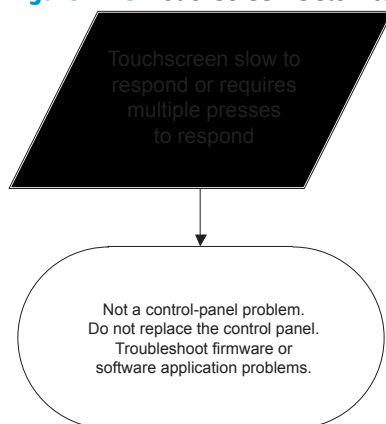 Touchscreen slow to
respond or requires
multiple presses
to respond
Not a control-panel problem.
Do not replace the control panel.
Troubleshoot firmware or
software application problems.